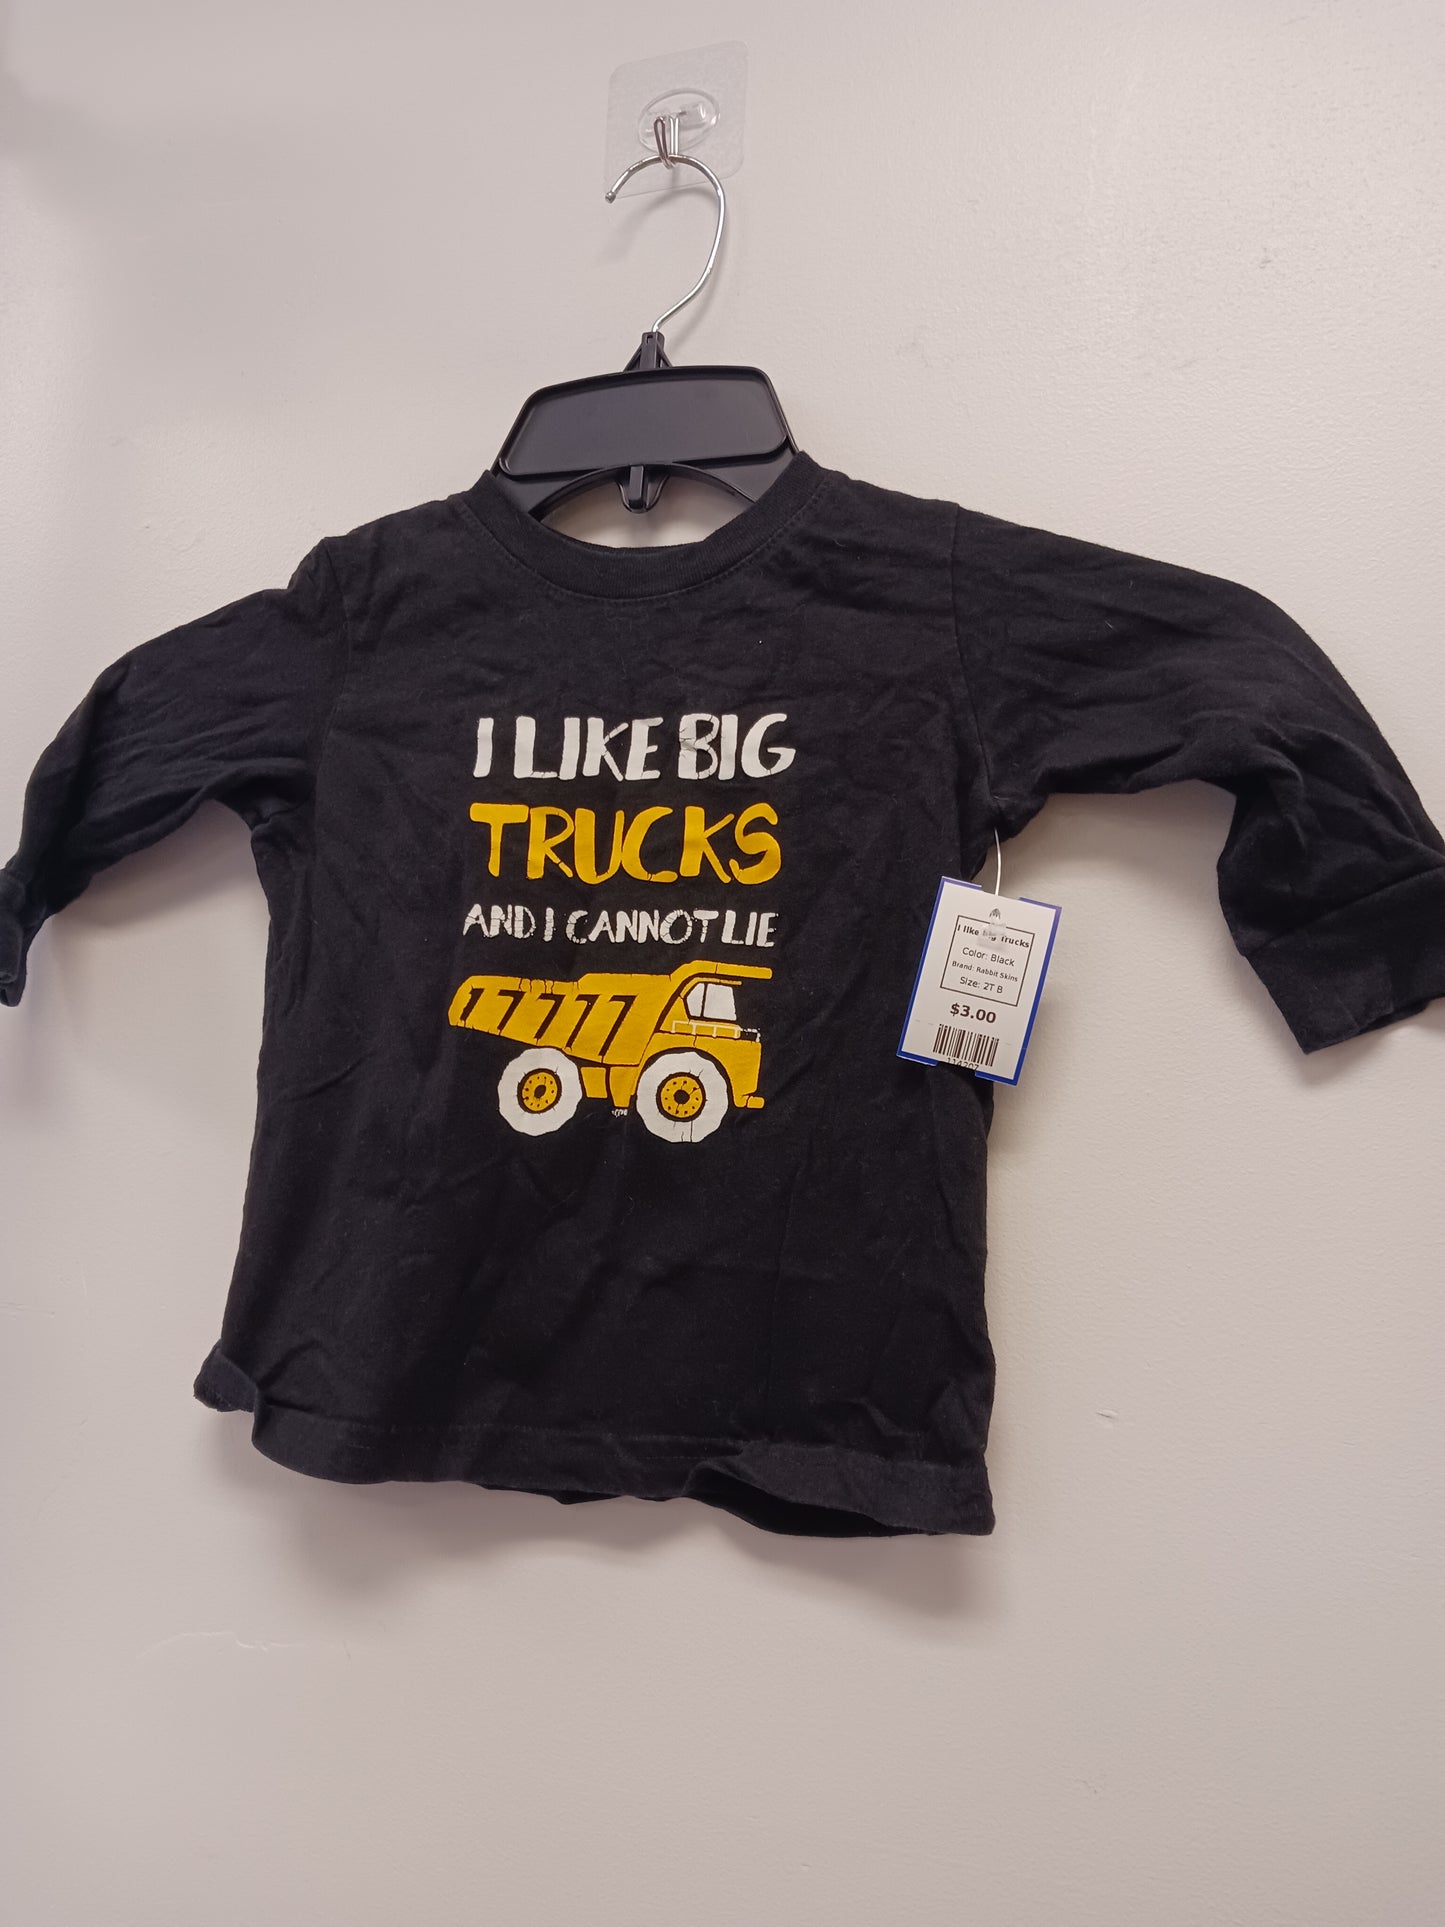 I LIKE BIG
TRUCKS
AND I CANNOT LIE
I like big Trucks
Color: Black
Brand: Rabbit Skins
Size: 2T B
$3.00